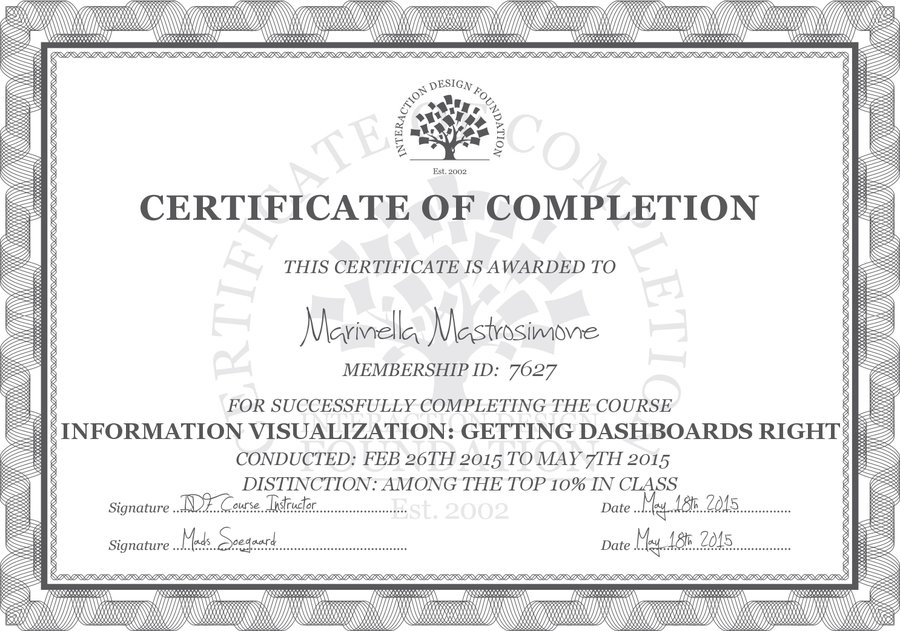 INTERACTION DESIGN FOUNDATION
Est. 2002
CERTIFICATE OF COMPLETION
CERTIFICATE OF COMPLETION
THIS CERTIFICATE IS AWARDED TO
Marinella Mastrosimone
MEMBERSHIP ID: 7627
FOR SUCCESSFULLY COMPLETING THE COURSE
INTERACTION DESIGN
INFORMATION VISUALIZATION: GETTING DASHBOARDS RIGHT
FOUNDATION
CONDUCTED: FEB 26TH 2015 TO MAY 7TH 2015
DISTINCTION: AMONG THE TOP 10% IN CLASS
Signature IDF Course Instructor Date May 18th 2015
Est. 2002
Signature Mads Soegaard Date May 18th 2015